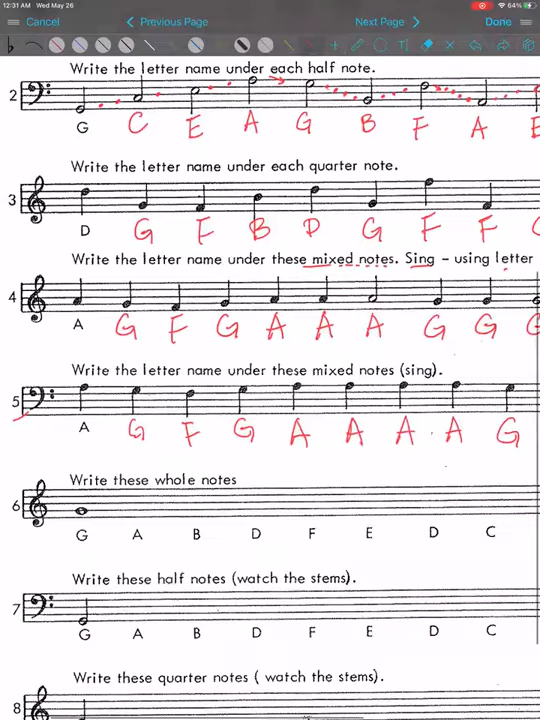 12:31 AM Wed May 26
64%
Cancel
Previous Page
Next Page
Done
Write the letter name under each half note.
2
G C E A G B F A E
Write the letter name under each quarter note.
3
D G F B D G F F
Write the letter name under these mixed notes. Sing – using letter
4
A G F G A A A G G G
Write the letter name under these mixed notes (sing).
5
A G F G A A A A G
Write these whole notes
6
G A B D F E D C
Write these half notes (watch the stems).
7
G A B D F E D C
Write these quarter notes ( watch the stems).
8